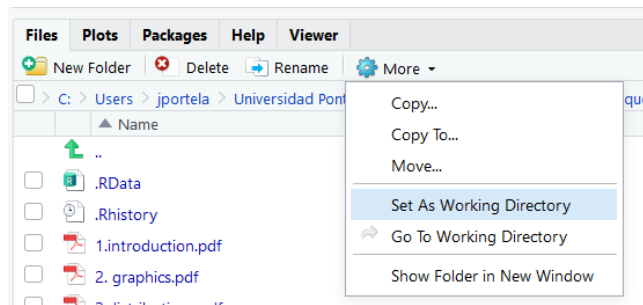 Files Plots Packages Help Viewer
New Folder Delete Rename More
C: > Users > jportela > Universidad Pont
Name
Copy...
Copy To...
Move...
Set As Working Directory
Go To Working Directory
Show Folder in New Window
..
.RData
.Rhistory
1.introduction.pdf
2. graphics.pdf